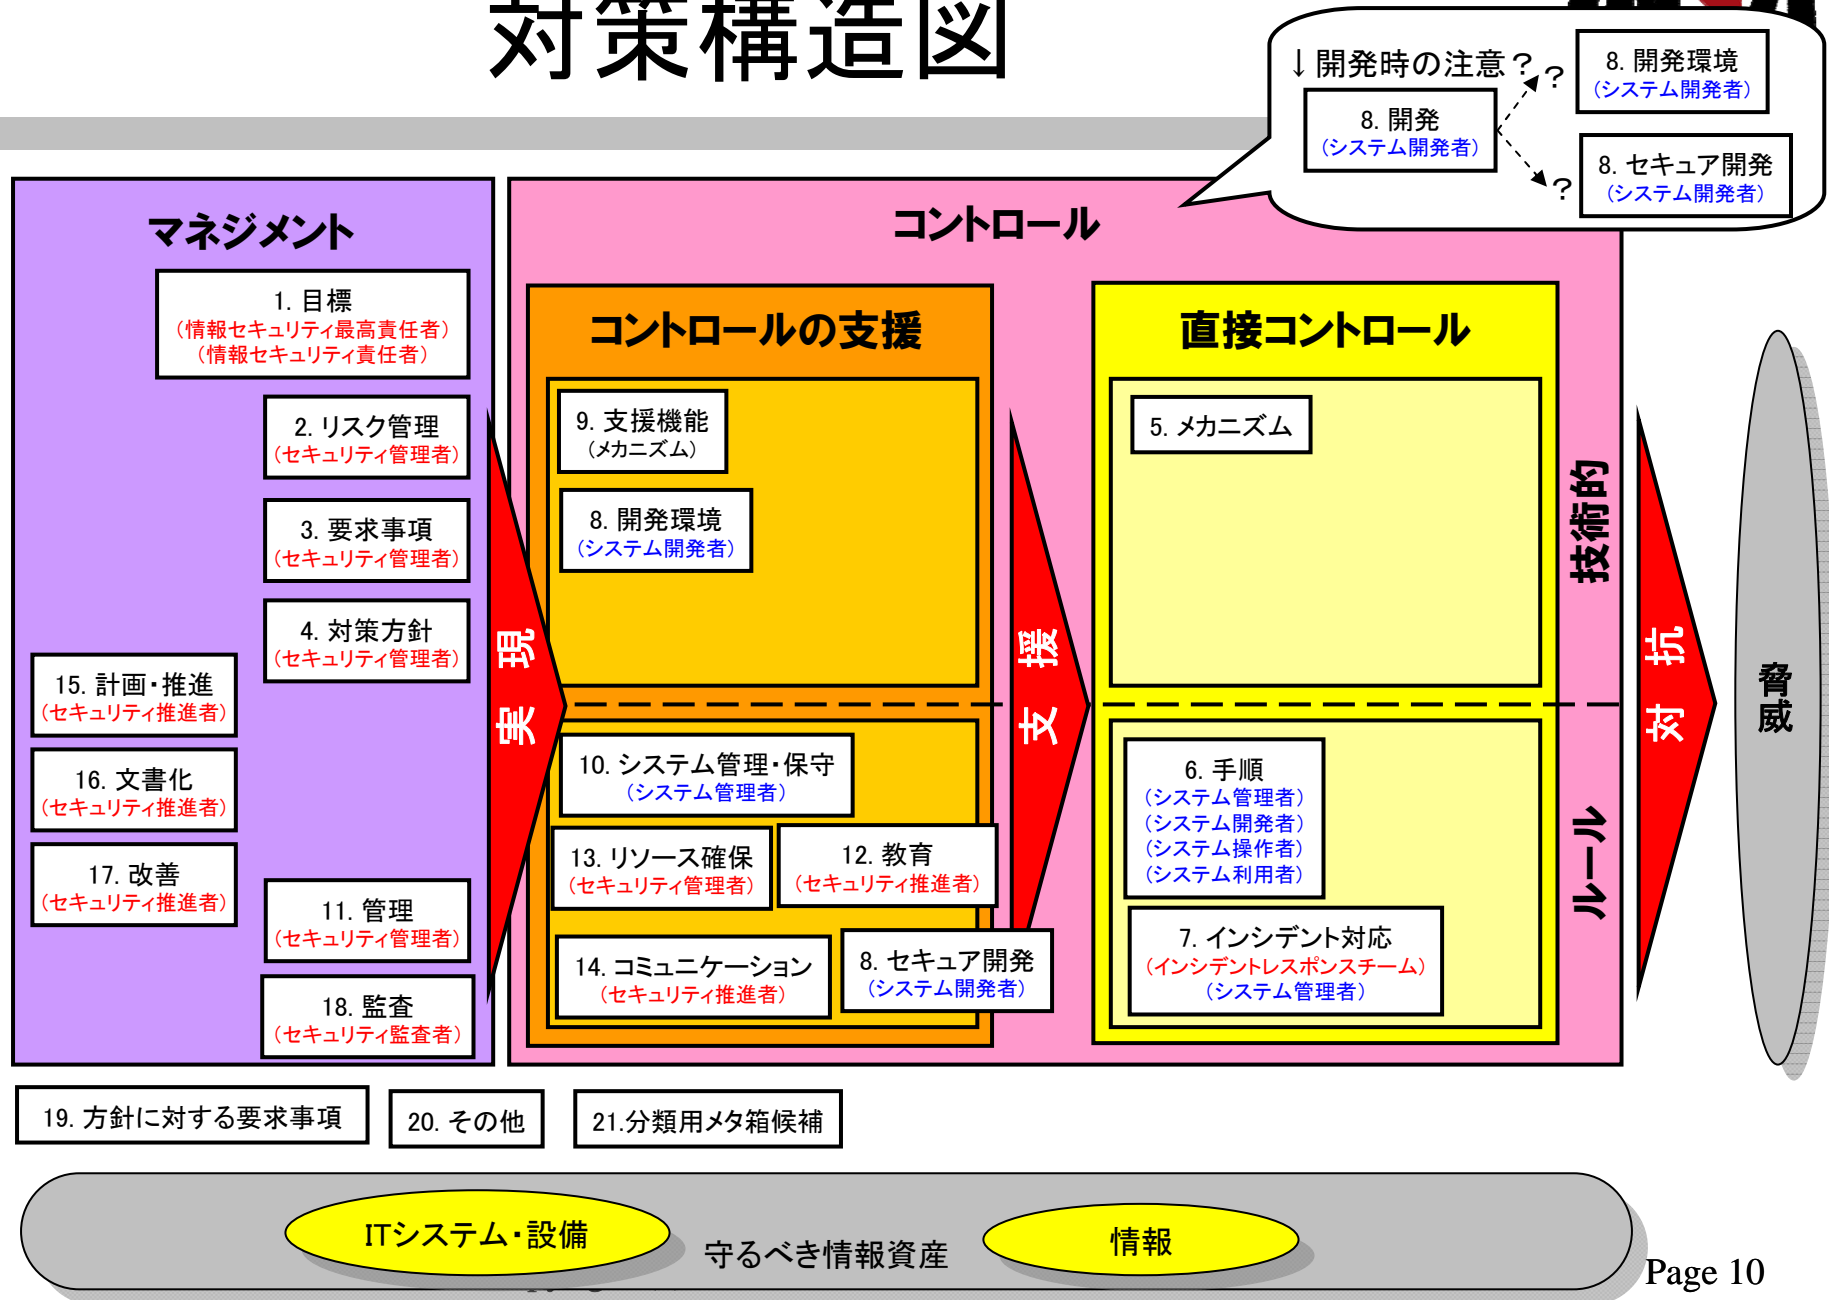 対策構造図
↓開発時の注意？
？
8. 開発環境
（システム開発者）
8. 開発
（システム開発者）
？
8. セキュア開発
（システム開発者）
マネジメント
1. 目標
（情報セキュリティ最高責任者）
（情報セキュリティ責任者）
2. リスク管理
（セキュリティ管理者）
3. 要求事項
（セキュリティ管理者）
4. 対策方針
（セキュリティ管理者）
15. 計画・推進
（セキュリティ推進者）
16. 文書化
（セキュリティ推進者）
17. 改善
（セキュリティ推進者）
11. 管理
（セキュリティ管理者）
18. 監査
（セキュリティ監査者）
実現
コントロール
コントロールの支援
9. 支援機能
（メカニズム）
8. 開発環境
（システム開発者）
10. システム管理・保守
（システム管理者）
13. リソース確保
（セキュリティ管理者）
12. 教育
（セキュリティ推進者）
14. コミュニケーション
（セキュリティ推進者）
8. セキュア開発
（システム開発者）
支援
直接コントロール
5. メカニズム
6. 手順
（システム管理者）
（システム開発者）
（システム操作者）
（システム利用者）
7. インシデント対応
（インシデントレスポンスチーム）
（システム管理者）
技術的
ルール
対抗
脅威
19. 方針に対する要求事項
20. その他
21.分類用メタ箱候補
ITシステム・設備
守るべき情報資産
情報
Page 10